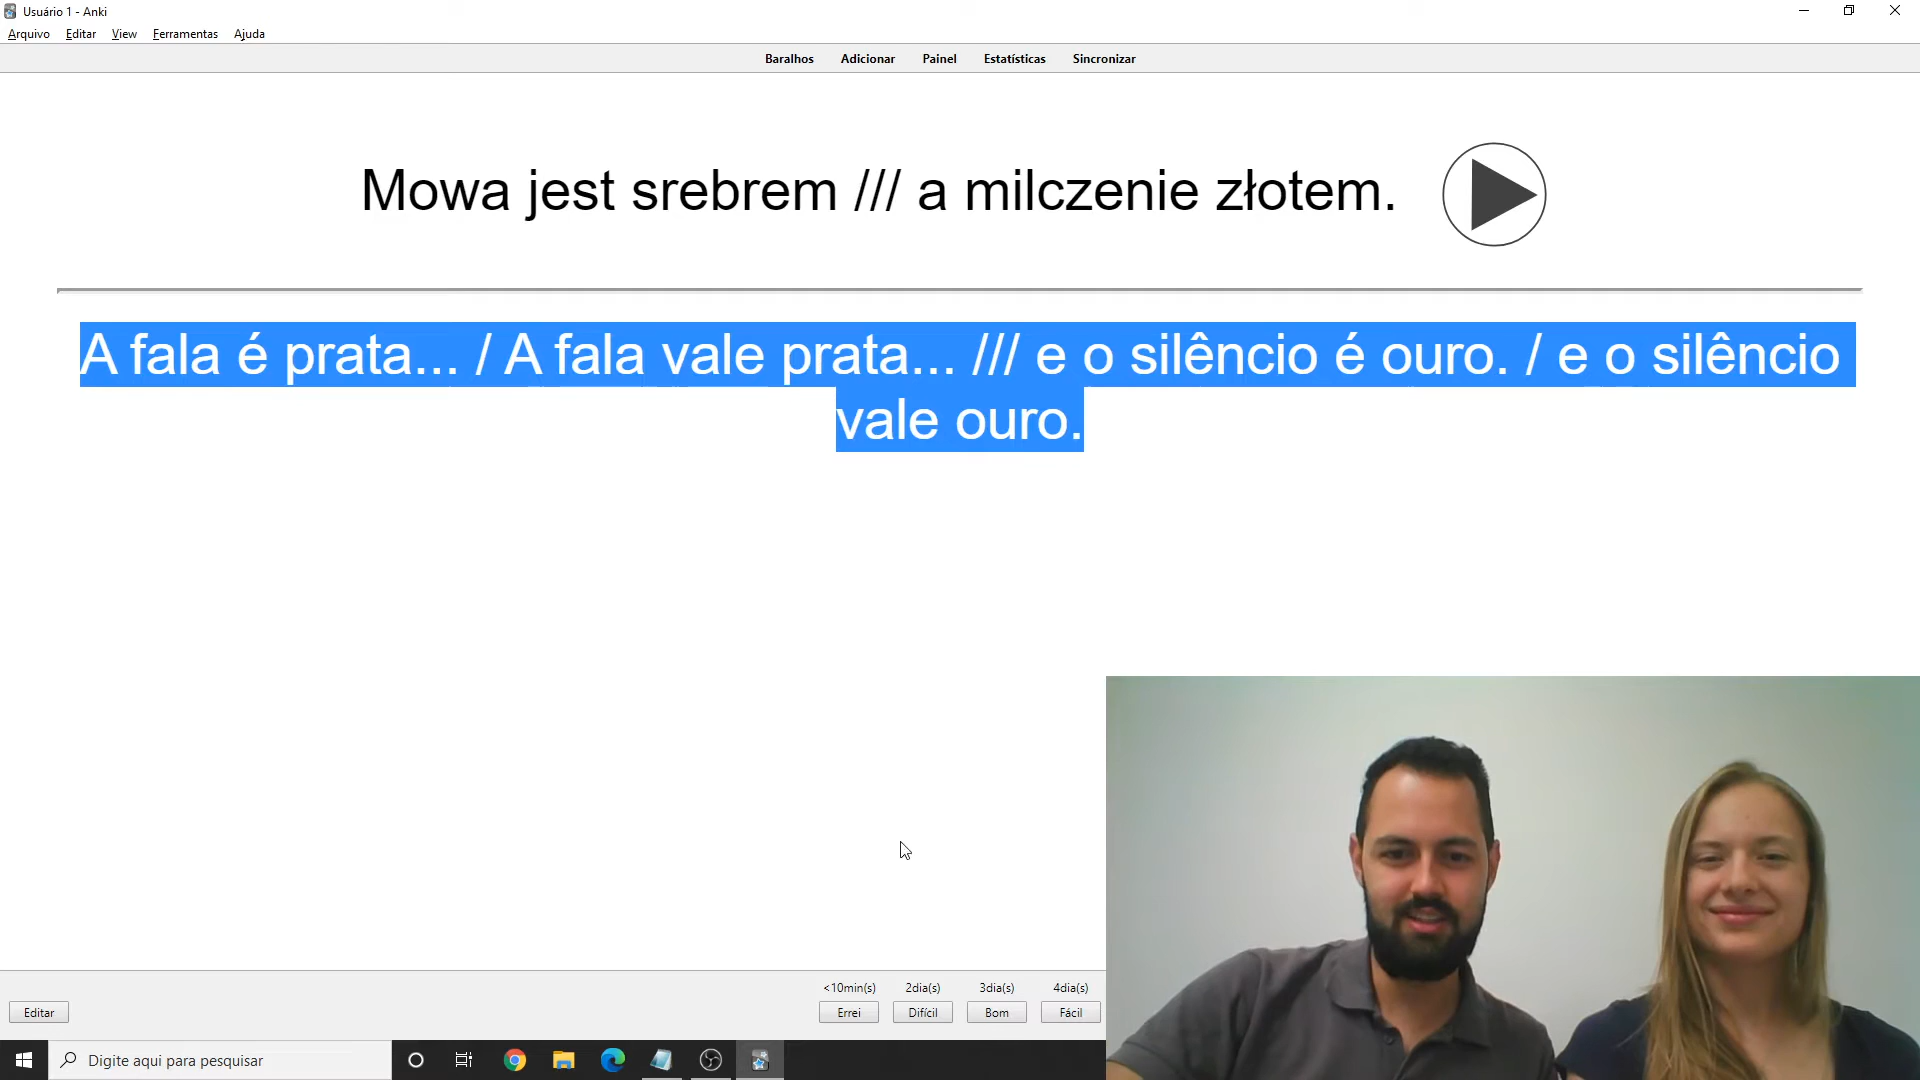 Usuário 1 - Anki
Arquivo Editar View Ferramentas Ajuda
Baralhos Adicionar Painel Estatísticas Sincronizar
Mowa jest srebrem /// a milczenie złotem.
A fala é prata... / A fala vale prata... /// e o silêncio é ouro. / e o silêncio
vale ouro.
<10min(s) 2dia(s) 3dia(s) 4dia(s)
Editar Errei Difícil Bom Fácil
Digite aqui para pesquisar